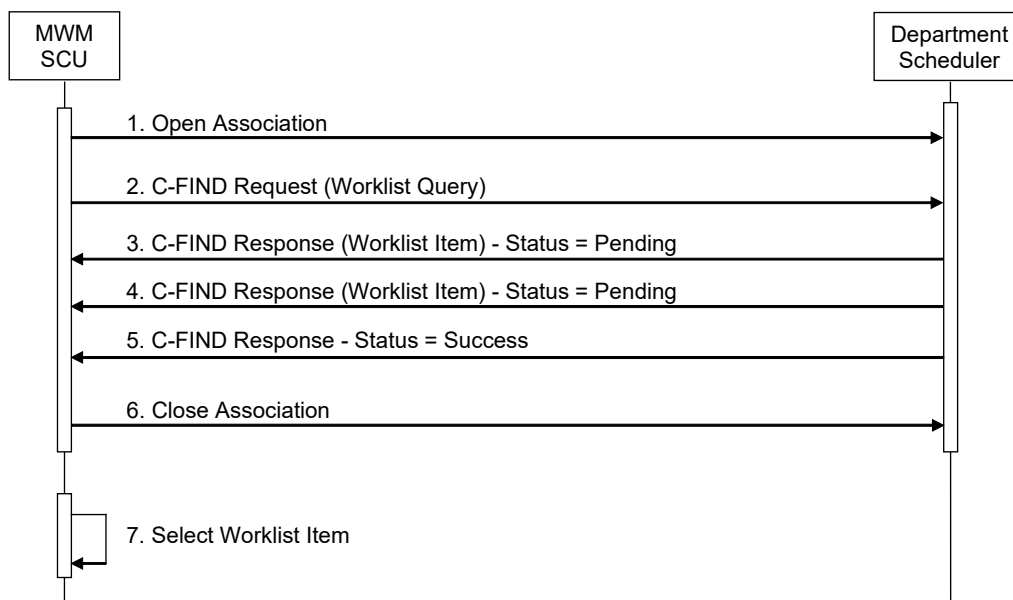 MWM
SCU
Department
Scheduler
1. Open Association
2. C-FIND Request (Worklist Query)
3. C-FIND Response (Worklist Item) - Status = Pending
4. C-FIND Response (Worklist Item) - Status = Pending
5. C-FIND Response - Status = Success
6. Close Association
7. Select Worklist Item